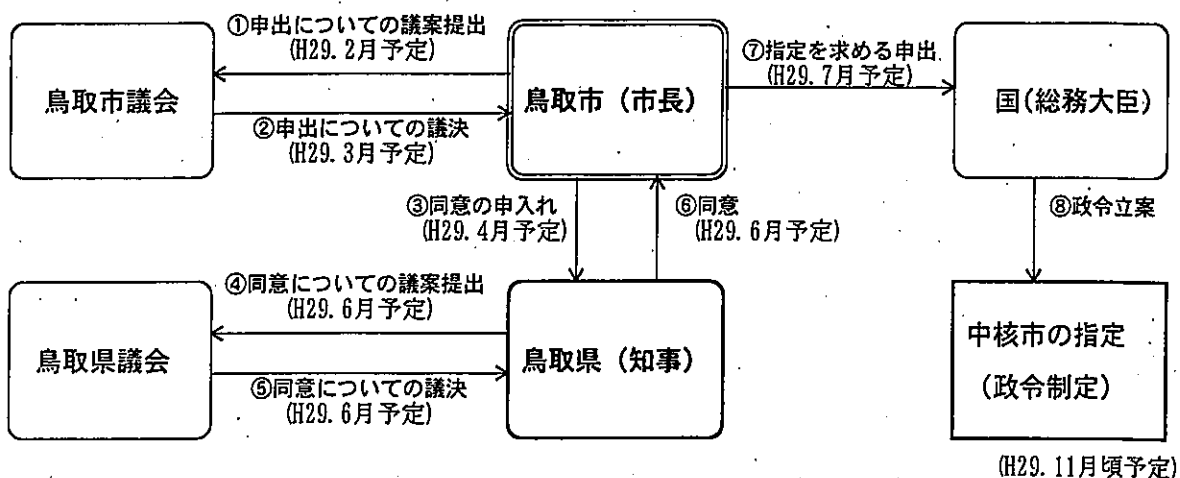 ①申出についての議案提出
(H29. 2月予定)
鳥取市議会
②申出についての議決
(H29. 3月予定)
鳥取市（市長）
⑦指定を求める申出
(H29. 7月予定)
国(総務大臣)
③同意の申入れ
(H29. 4月予定)
⑥同意
(H29. 6月予定)
⑧政令立案
④同意についての議案提出
(H29. 6月予定)
鳥取県議会
⑤同意についての議決
(H29. 6月予定)
鳥取県（知事）
中核市の指定
（政令制定）
(H29. 11月頃予定)